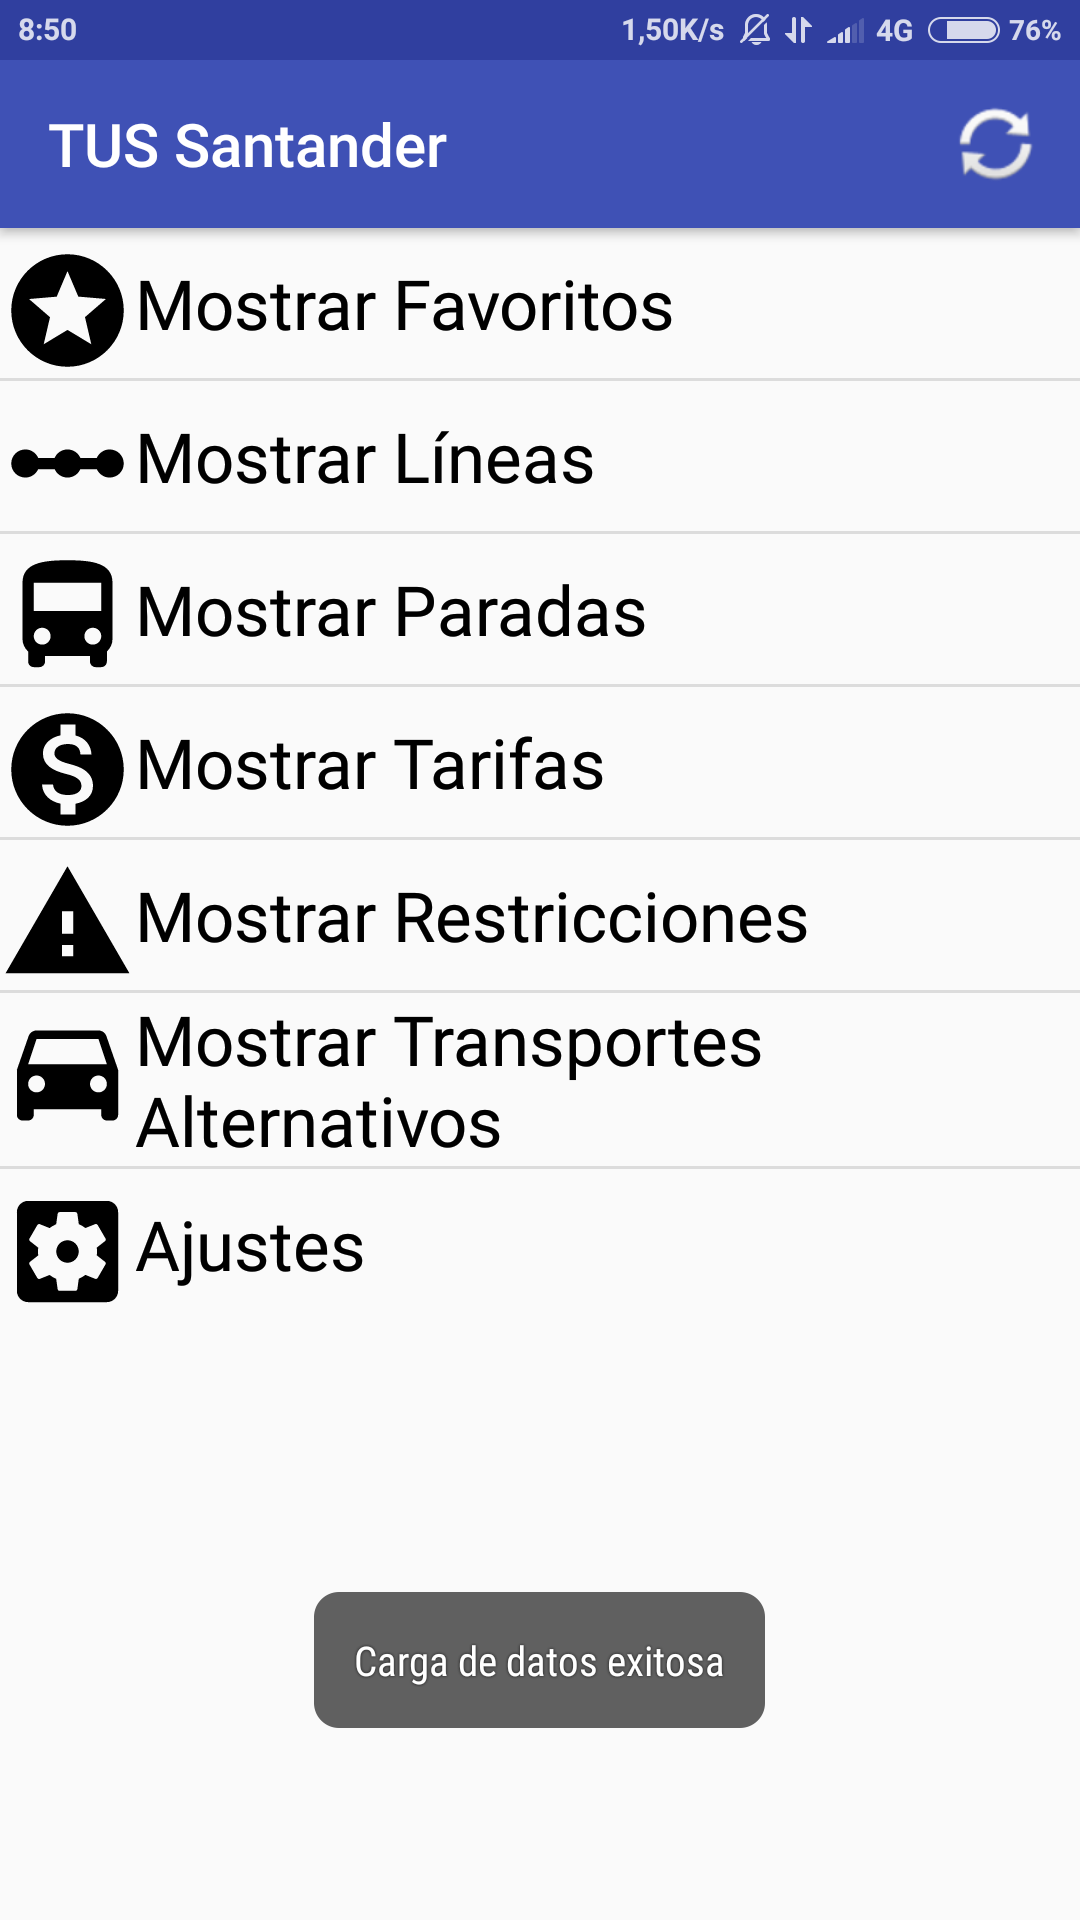 8:50 1,50K/s 4G 76%
TUS Santander
Mostrar Favoritos
Mostrar Líneas
Mostrar Paradas
Mostrar Tarifas
Mostrar Restricciones
Mostrar Transportes
Alternativos
Ajustes
Carga de datos exitosa